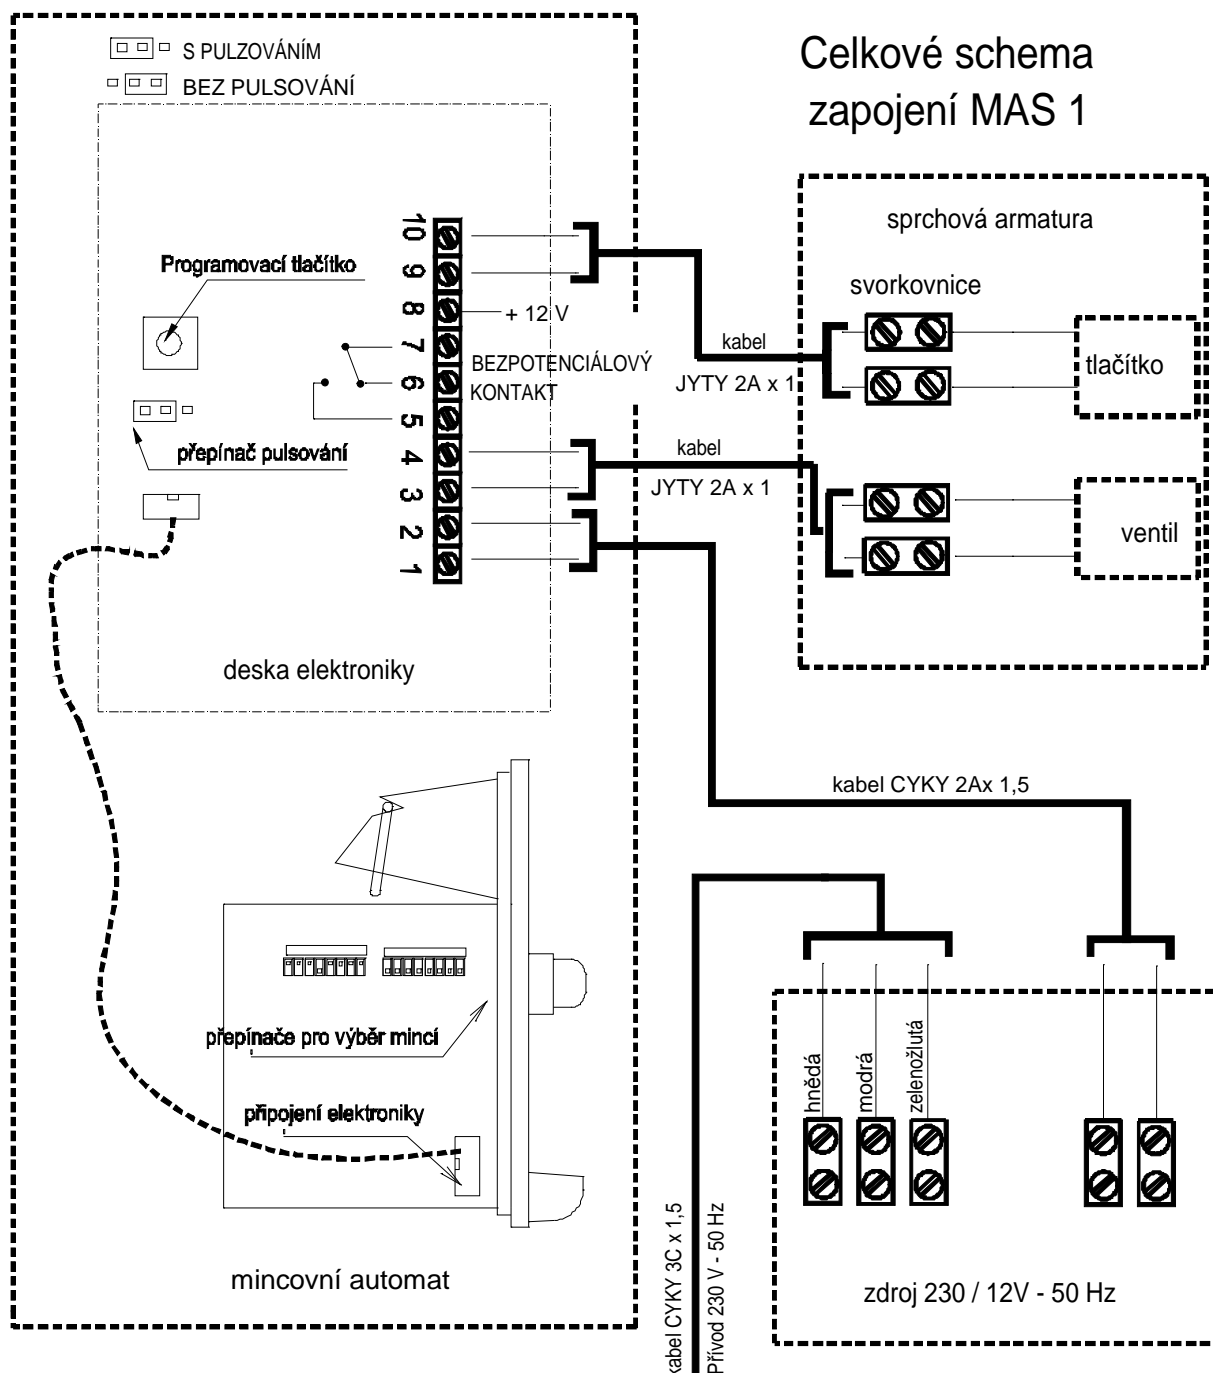 S PULZOVÁNÍM
BEZ PULSOVÁNÍ
Celkové schema
zapojení MAS 1
Programovací tlačítko
přepínač pulsování
10
9
8
7
6
5
4
3
2
1
+ 12 V
BEZPOTENCIÁLOVÝ
KONTAKT
deska elektroniky
kabel
JYTY 2A x 1
kabel
JYTY 2A x 1
sprchová armatura
svorkovnice
tlačítko
ventil
kabel CYKY 2Ax 1,5
přepínače pro výběr mincí
připojení elektroniky
mincovní automat
hnědá
modrá
zelenožlutá
kabel CYKY 3C x 1,5
Přívod 230 V - 50 Hz
zdroj 230 / 12V - 50 Hz